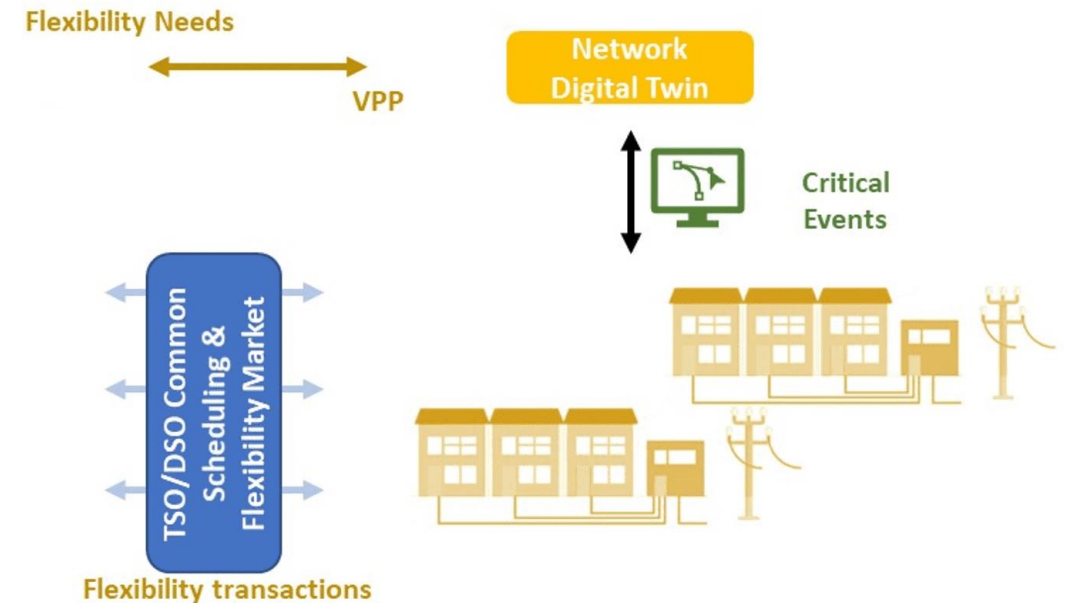 Flexibility Needs
VPP
Network
Digital Twin
Critical
Events
TSO/DSO Common
Scheduling &
Flexibility Market
Flexibility transactions